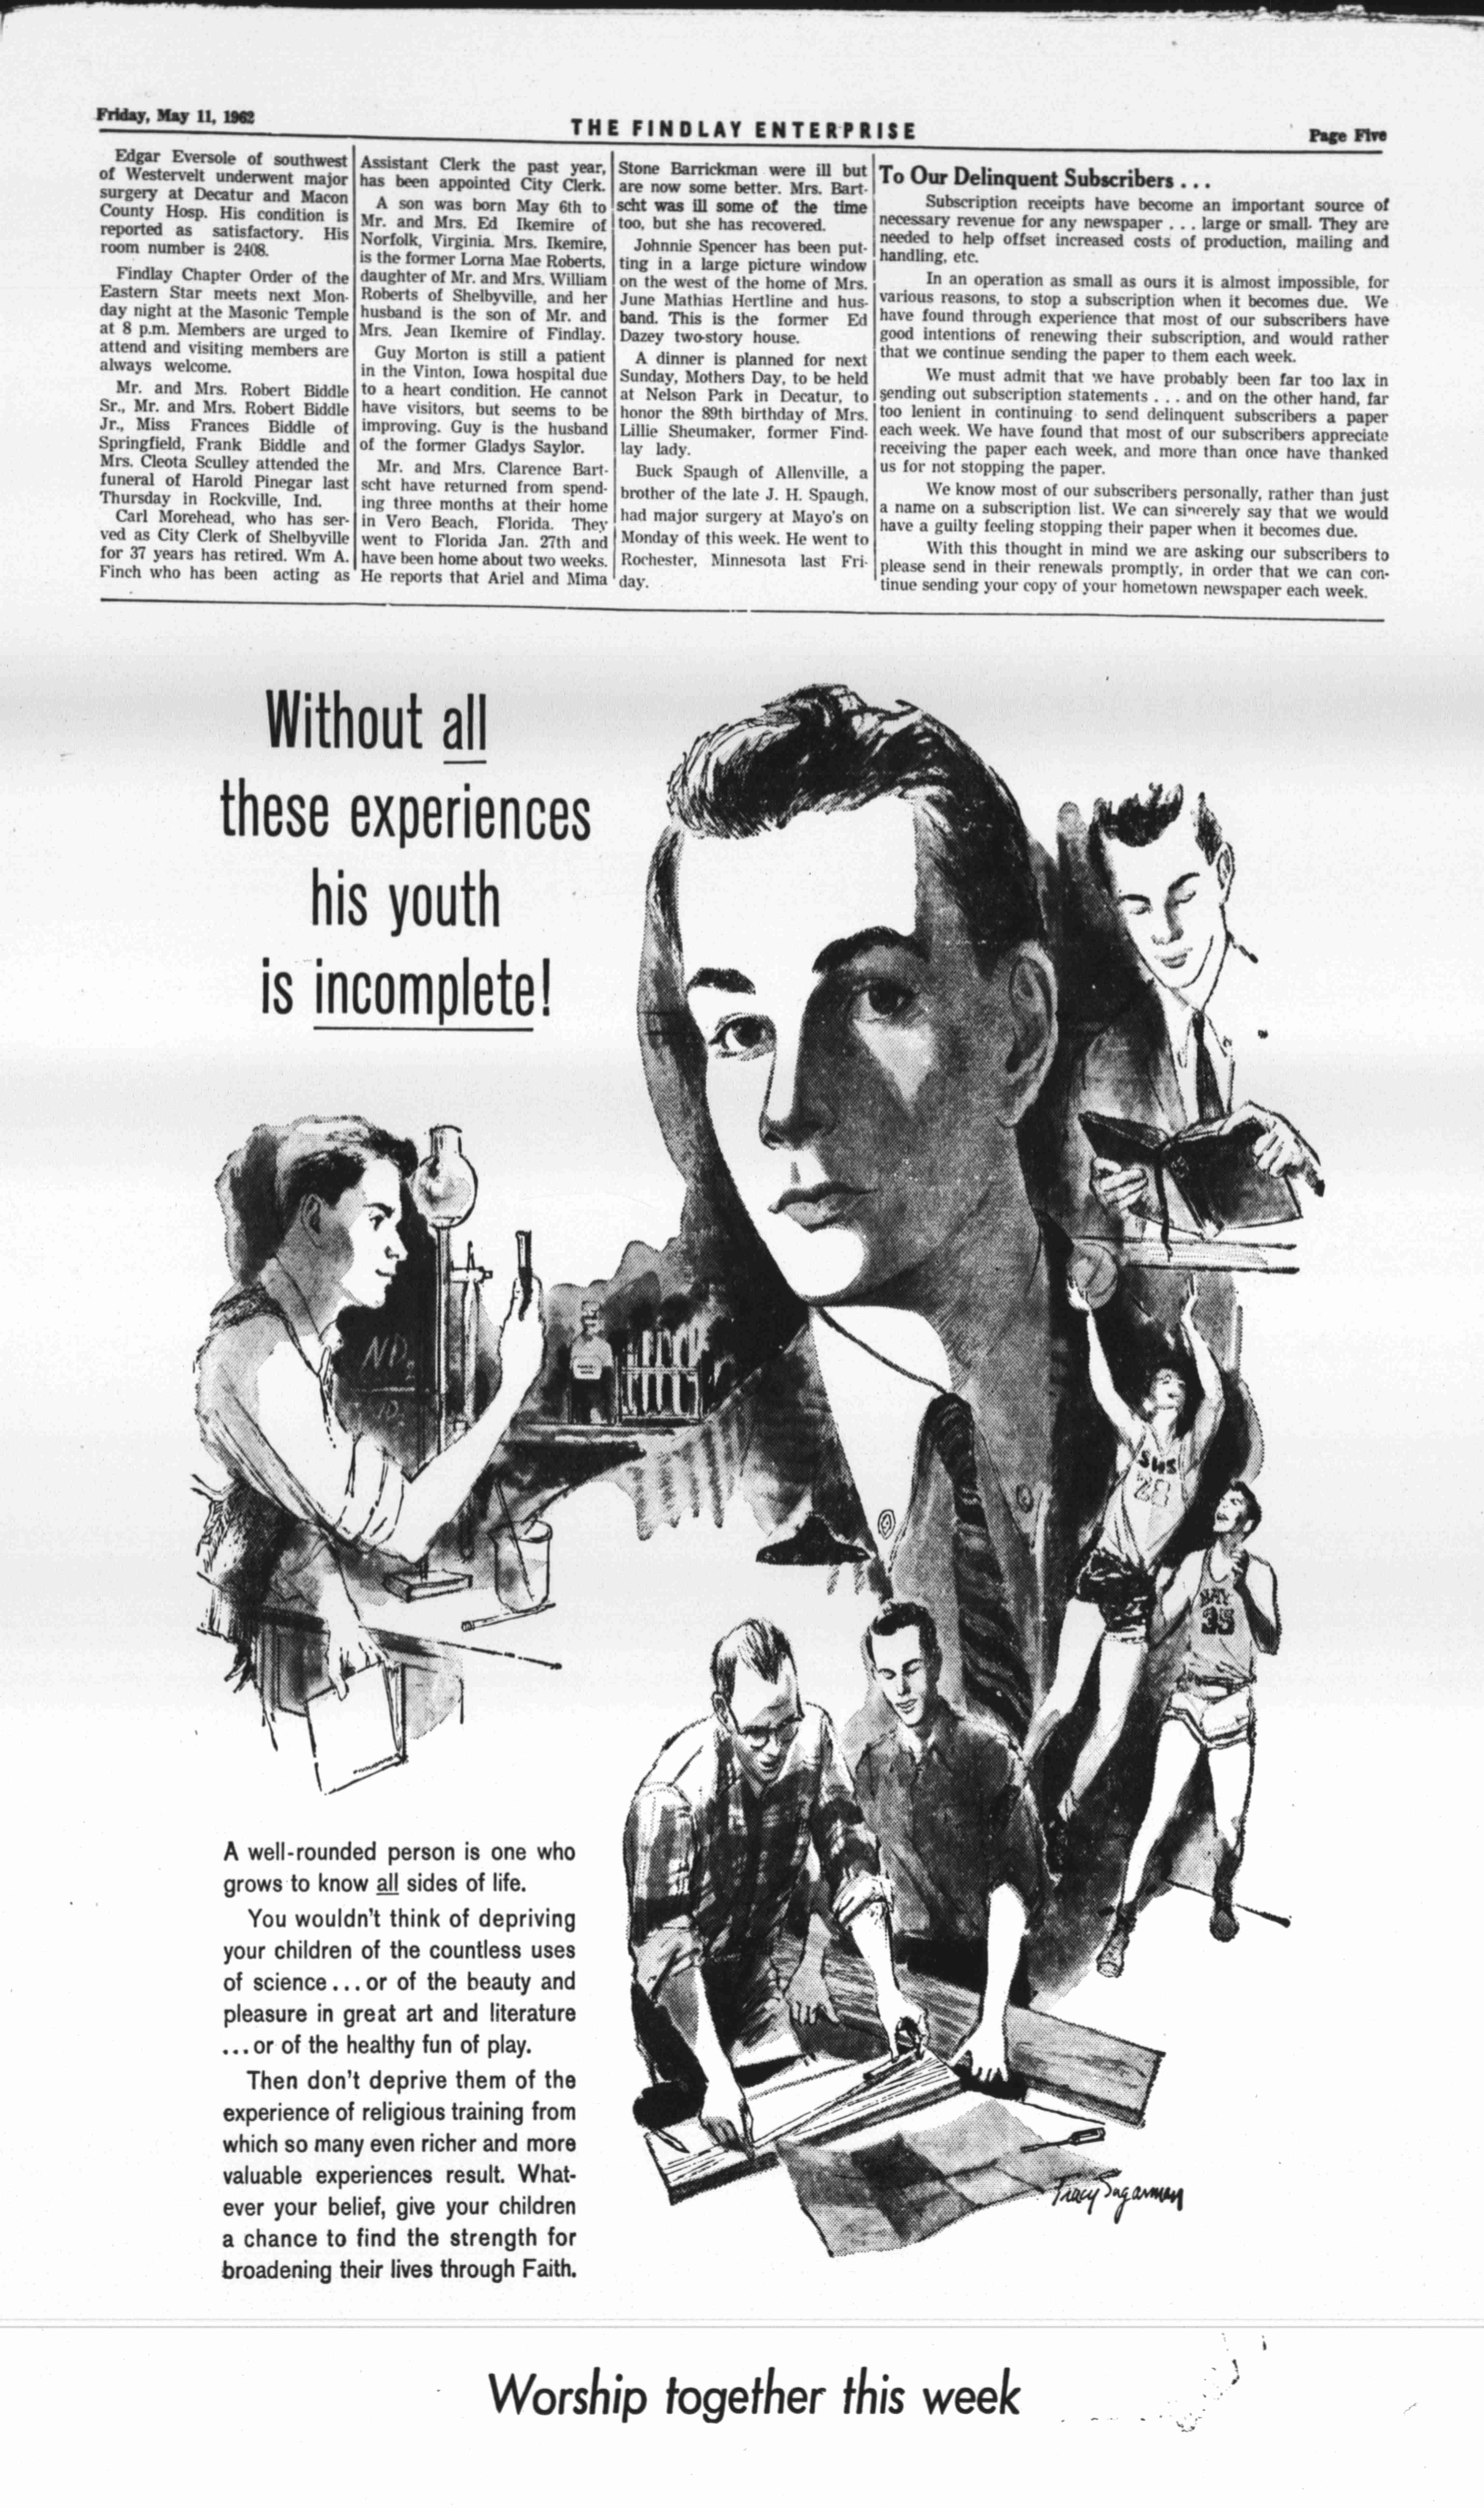 Friday, May 11, 1962
THE FINDLAY ENTERPRISE
Page Five
Edgar Eversole of southwest
of Westervelt underwent major
surgery at Decatur and Macon
County Hosp. His condition is
reported as satisfactory. His
room number is 2408.
Findlay Chapter Order of the
Eastern Star meets next Mon-
day night at the Masonic Temple
at 8 p.m. Members are urged to
attend and visiting members are
always welcome.
Mr. and Mrs. Robert Biddle
Sr., Mr. and Mrs. Robert Biddle
Jr., Miss Frances Biddle of
Springfield, Frank Biddle and
Mrs. Cleota Sculley attended the
funeral of Harold Pinegar last
Thursday in Rockville, Ind.
Carl Morehead, who has ser-
ved as City Clerk of Shelbyville
for 37 years has retired. Wm A.
Finch who has been acting as
Assistant Clerk the past year,
has been appointed City Clerk.
A son was born May 6th to
Mr. and Mrs. Ed Ikemire of
Norfolk, Virginia. Mrs. Ikemire,
is the former Lorna Mae Roberts,
daughter of Mr. and Mrs. William
Roberts of Shelbyville, and her
husband is the son of Mr. and
Mrs. Jean Ikemire of Findlay.
Guy Morton is still a patient
in the Vinton, Iowa hospital due
to a heart condition. He cannot
have visitors, but seems to be
improving. Guy is the husband
of the former Gladys Saylor.
Mr. and Mrs. Clarence Bart-
scht have returned from spend-
ing three months at their home
in Vero Beach, Florida. They
went to Florida Jan. 27th and
have been home about two weeks.
He reports that Ariel and Mima
Stone Barrickman were ill but
are now some better. Mrs. Bart-
scht was ill some of the time
too, but she has recovered.
Johnnie Spencer has been put-
ting in a large picture window
on the west of the home of Mrs.
June Mathias Hertline and hus-
band. This is the former Ed
Dazey two-story house.
A dinner is planned for next
Sunday, Mothers Day, to be held
at Nelson Park in Decatur, to
honor the 89th birthday of Mrs.
Lillie Sheumaker, former Find-
lay lady.
Buck Spaugh of Allenville, a
brother of the late J. H. Spaugh,
had major surgery at Mayo's on
Monday of this week. He went to
Rochester, Minnesota last Fri-
day.
To Our Delinquent Subscribers . . .
Subscription receipts have become an important source of
necessary revenue for any newspaper . . . large or small. They are
needed to help offset increased costs of production, mailing and
handling, etc.
In an operation as small as ours it is almost impossible, for
various reasons, to stop a subscription when it becomes due. We
have found through experience that most of our subscribers have
good intentions of renewing their subscription, and would rather
that we continue sending the paper to them each week.
We must admit that we have probably been far too lax in
sending out subscription statements . . . and on the other hand, far
too lenient in continuing to send delinquent subscribers a paper
each week. We have found that most of our subscribers appreciate
receiving the paper each week, and more than once have thanked
us for not stopping the paper.
We know most of our subscribers personally, rather than just
a name on a subscription list. We can sincerely say that we would
have a guilty feeling stopping their paper when it becomes due.
With this thought in mind we are asking our subscribers to
please send in their renewals promptly, in order that we can con-
tinue sending your copy of your hometown newspaper each week.
Without all
these experiences
his youth
is incomplete!
SHS
28
35
A well-rounded person is one who
grows to know all sides of life.
You wouldn't think of depriving
your children of the countless uses
of science...or of the beauty and
pleasure in great art and literature
...or of the healthy fun of play.
Then don't deprive them of the
experience of religious training from
which so many even richer and more
valuable experiences result. What-
ever your belief, give your children
a chance to find the strength for
broadening their lives through Faith.
Tracy Sugarman
Worship together this week